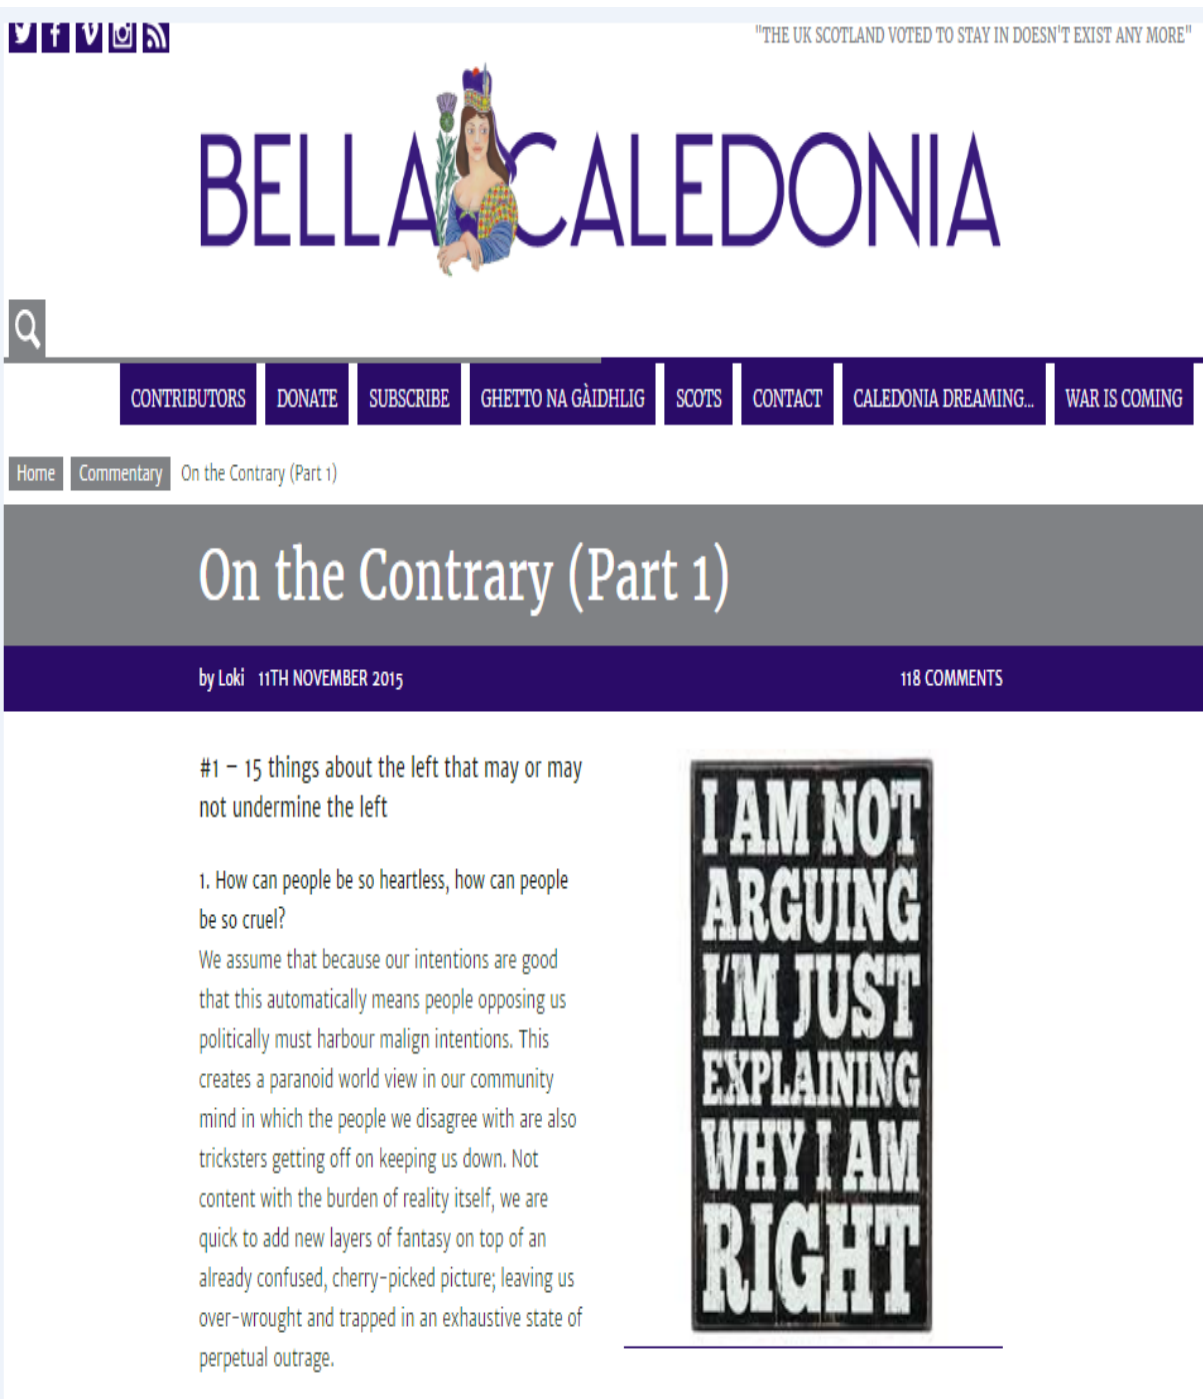 "THE UK SCOTLAND VOTED TO STAY IN DOESN'T EXIST ANY MORE"
BELLA CALEDONIA
CONTRIBUTORS DONATE SUBSCRIBE GHETTO NA GÀIDHLIG SCOTS CONTACT CALEDONIA DREAMING... WAR IS COMING
Home Commentary On the Contrary (Part 1)
On the Contrary (Part 1)
by Loki 11TH NOVEMBER 2015 118 COMMENTS
#1 – 15 things about the left that may or may
not undermine the left
1. How can people be so heartless, how can people
be so cruel?
We assume that because our intentions are good
that this automatically means people opposing us
politically must harbour malign intentions. This
creates a paranoid world view in our community
mind in which the people we disagree with are also
tricksters getting off on keeping us down. Not
content with the burden of reality itself, we are
quick to add new layers of fantasy on top of an
already confused, cherry-picked picture; leaving us
over-wrought and trapped in an exhaustive state of
perpetual outrage.
I AM NOT
ARGUING
I'M JUST
EXPLAINING
WHY I AM
RIGHT